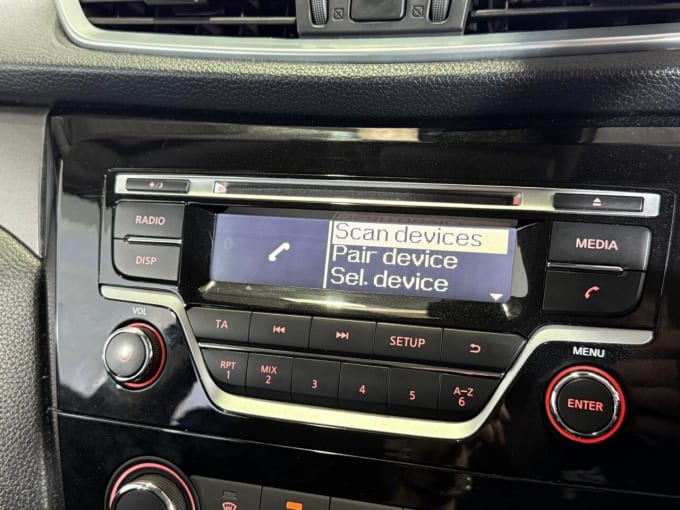 RADIO
DISP
Scan devices
Pair device
Sel. device
MEDIA
VOL
TA
SETUP
MENU
RPT
1
MIX
2
3
4
5
A-Z
6
ENTER